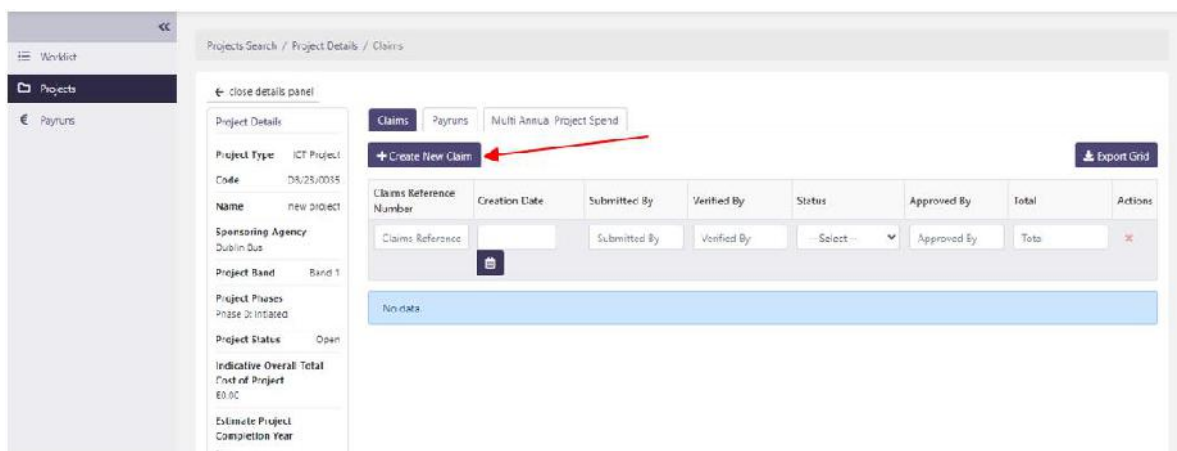 «
Worklist
Projects
€ Payruns
Projects Search / Project Details / Claims
← close details panel
Project Details
Project Type ICT Project
Code DB/23/0035
Name new project
Sponsoring Agency
Dublin Bus
Project Band Band 1
Project Phases
Phase 0: Initiated
Project Status Open
Indicative Overall Total
Cost of Project
€0.00
Estimate Project
Completion Year
Claims Payruns Multi Annual Project Spend
+ Create New Claim
Export Grid
Claims Reference
Number
Creation Date Submitted By Verified By Status Approved By Total Actions
Claims Reference Submitted By Verified By --Select-- Approved By Total
No data